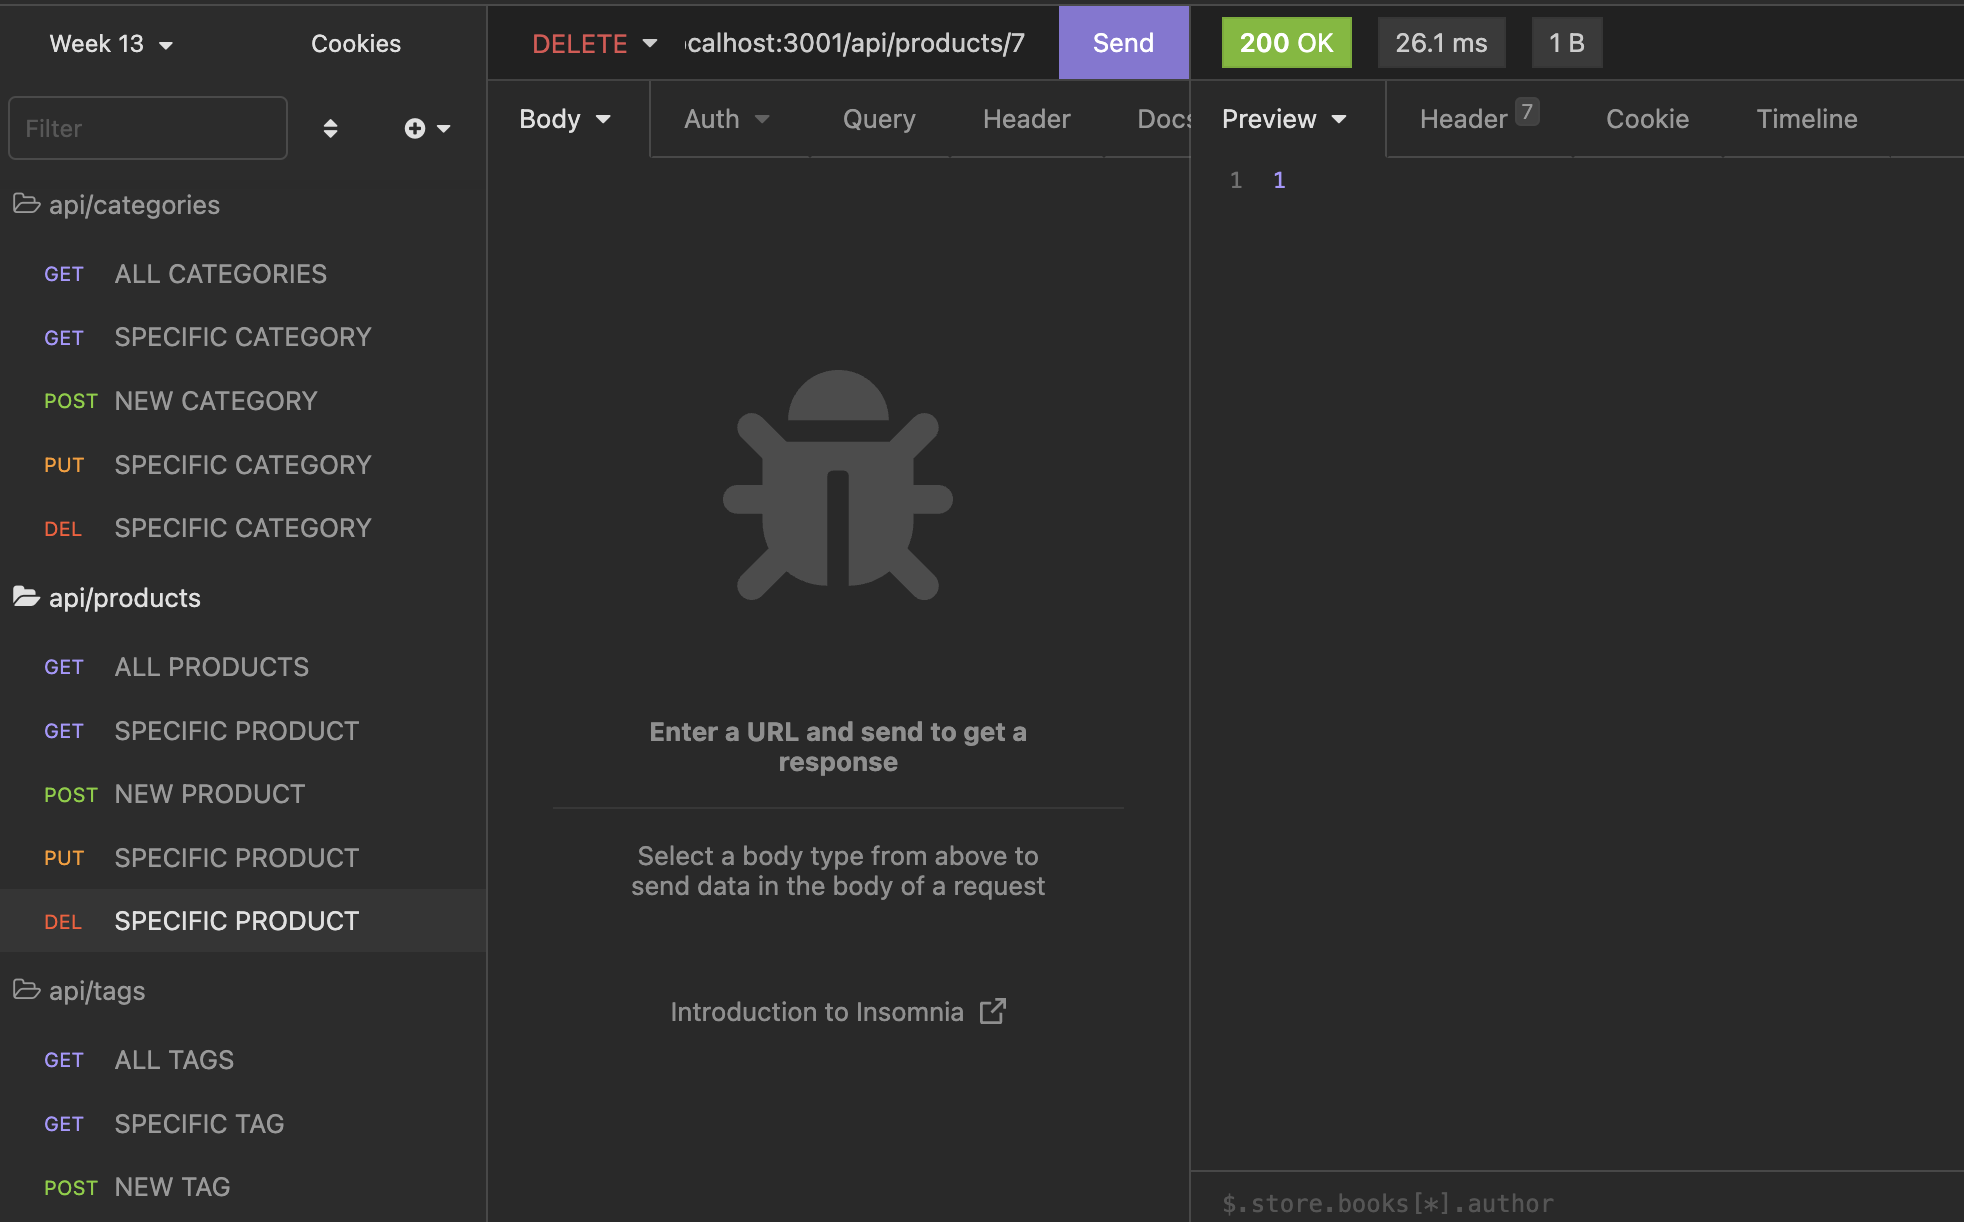 Week 13
Cookies
Filter
api/categories
GET ALL CATEGORIES
GET SPECIFIC CATEGORY
POST NEW CATEGORY
PUT SPECIFIC CATEGORY
DEL SPECIFIC CATEGORY
api/products
GET ALL PRODUCTS
GET SPECIFIC PRODUCT
POST NEW PRODUCT
PUT SPECIFIC PRODUCT
DEL SPECIFIC PRODUCT
api/tags
GET ALL TAGS
GET SPECIFIC TAG
POST NEW TAG
DELETE ocalhost:3001/api/products/7 Send
Body Auth Query Header Docs
Enter a URL and send to get a
response
Select a body type from above to
send data in the body of a request
Introduction to Insomnia
200 OK 26.1 ms 1 B
Preview Header 7 Cookie Timeline
1 1
$.store.books[*].author